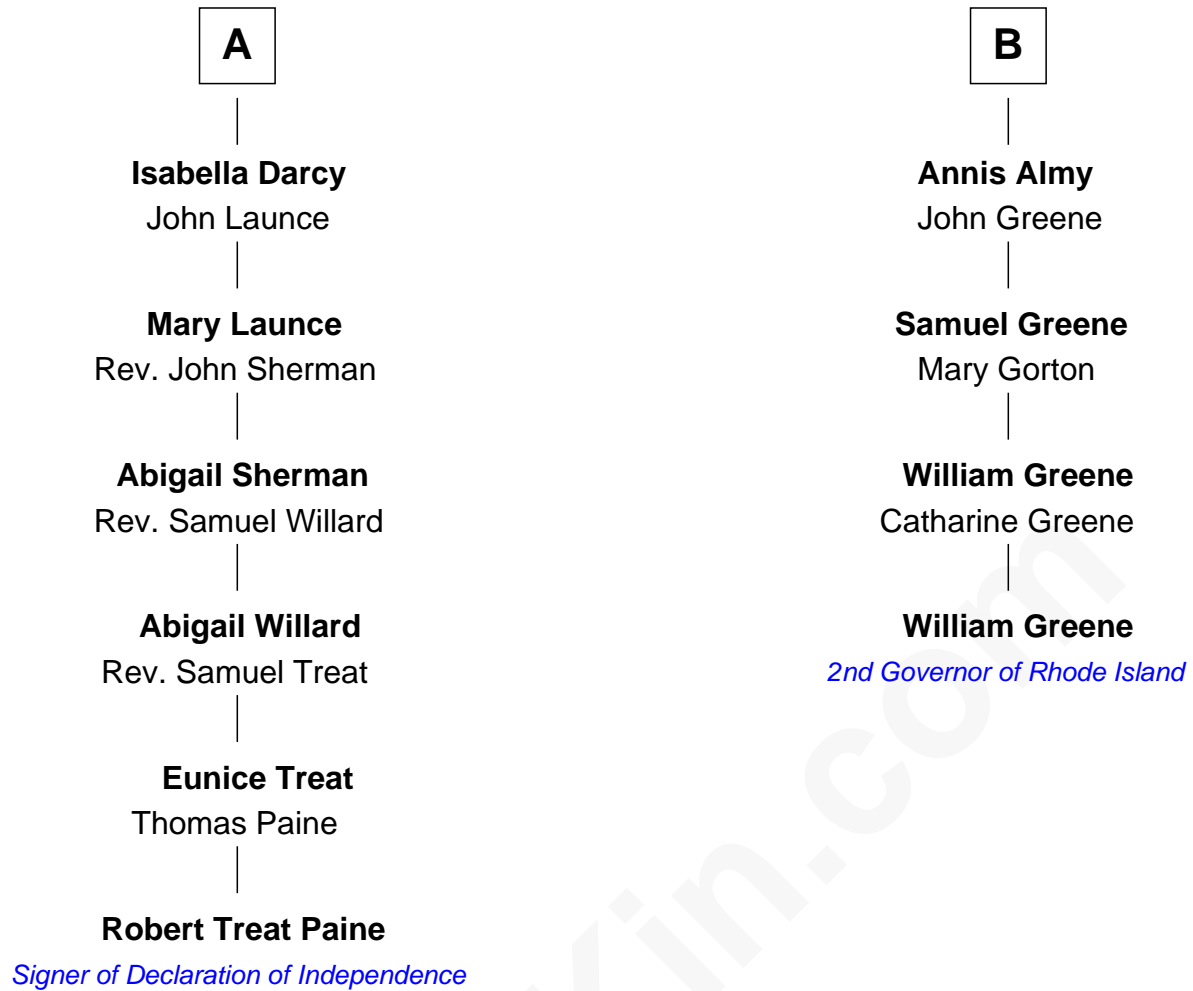 A
Isabella Darcy
John Launce
Mary Launce
Rev. John Sherman
Abigail Sherman
Rev. Samuel Willard
Abigail Willard
Rev. Samuel Treat
Eunice Treat
Thomas Paine
Robert Treat Paine
Signer of Declaration of Independence
B
Annis Almy
John Greene
Samuel Greene
Mary Gorton
William Greene
Catharine Greene
William Greene
2nd Governor of Rhode Island
Kin.com